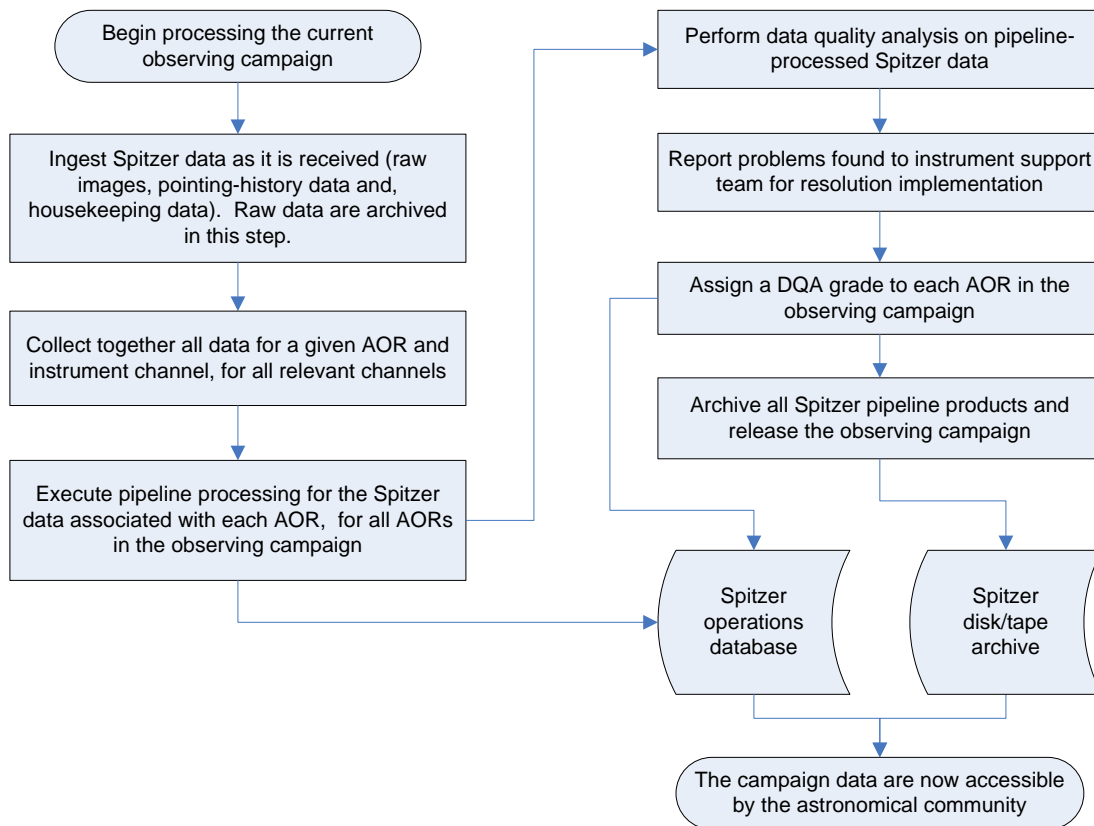 Begin processing the current
observing campaign
Ingest Spitzer data as it is received (raw
images, pointing-history data and,
housekeeping data).  Raw data are archived
in this step.
Collect together all data for a given AOR and
instrument channel, for all relevant channels
Execute pipeline processing for the Spitzer
data associated with each AOR,  for all AORs
in the observing campaign
Perform data quality analysis on pipeline-
processed Spitzer data
Report problems found to instrument support
team for resolution implementation
Assign a DQA grade to each AOR in the
observing campaign
Archive all Spitzer pipeline products and
release the observing campaign
Spitzer
operations
database
Spitzer
disk/tape
archive
The campaign data are now accessible
by the astronomical community